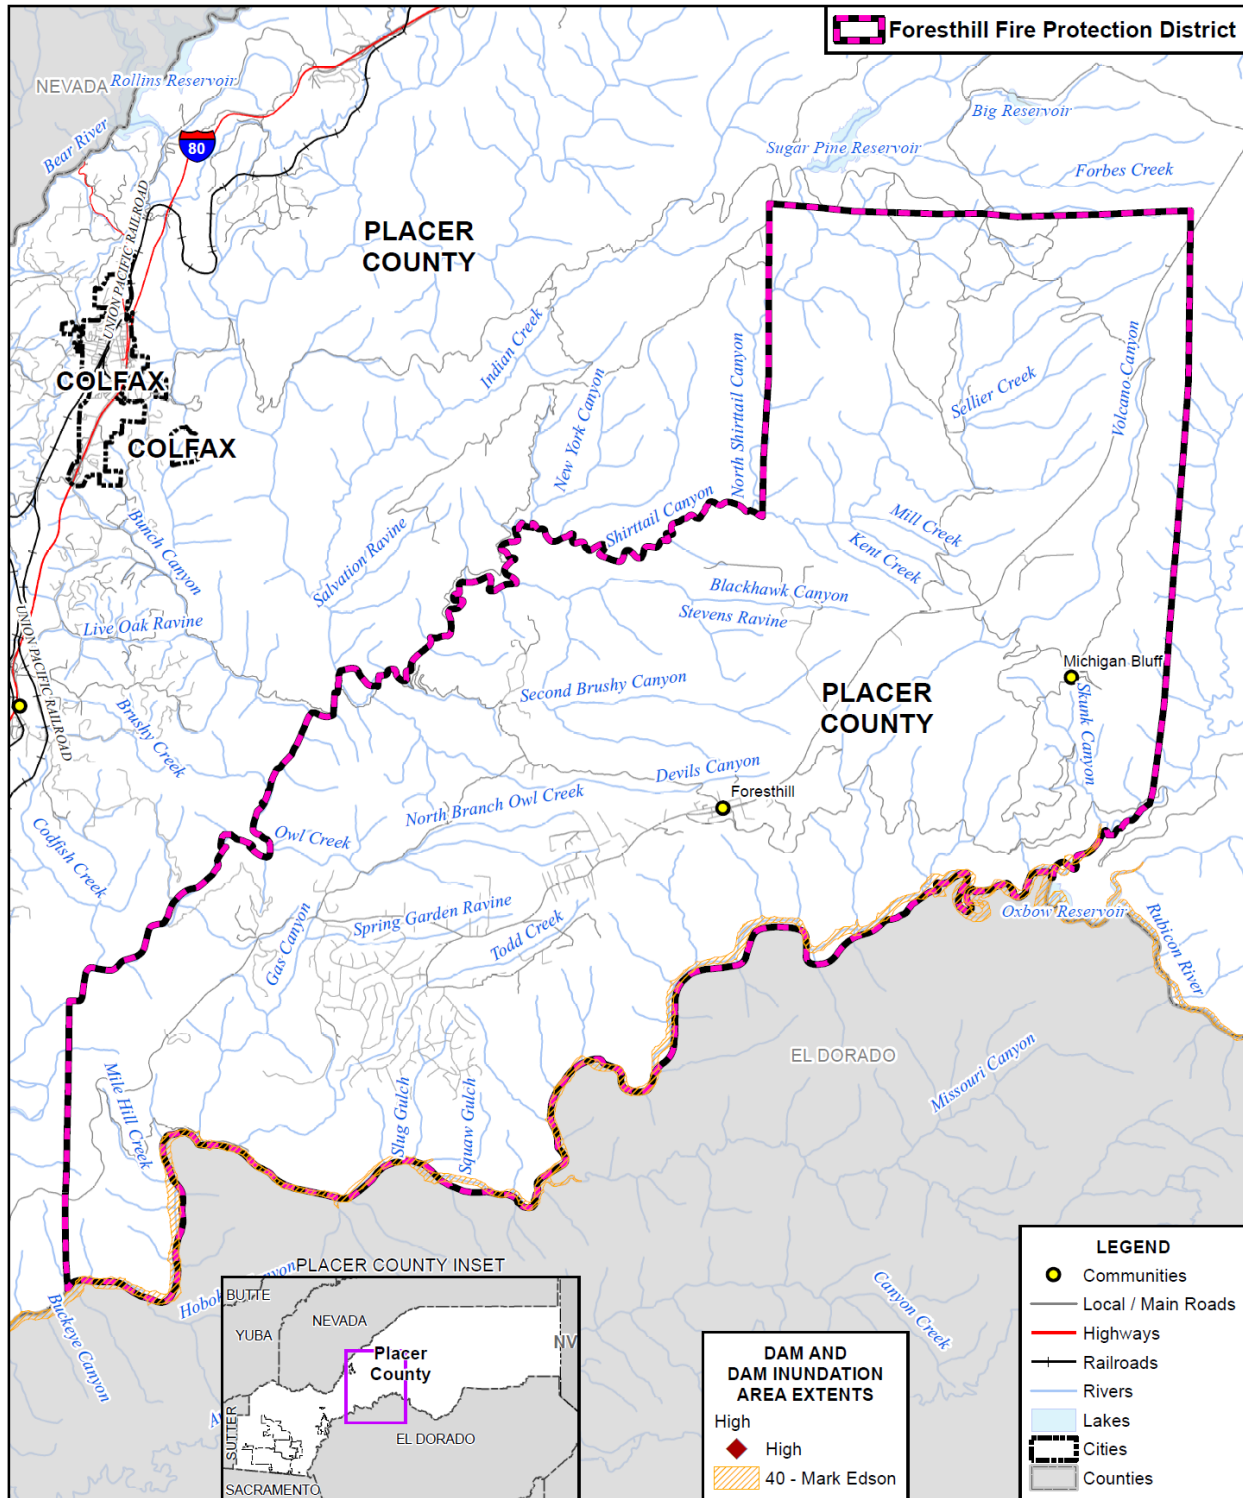 Foresthill Fire Protection District
NEVADA
Rollins Reservoir
Big Reservoir
Bear River
80
Sugar Pine Reservoir
Forbes Creek
UNION PACIFIC RAILROAD
PLACER
COUNTY
Indian Creek
New York Canyon
North Shirttail Canyon
Sellier Creek
Volcano Canyon
COLFAX
COLFAX
Bunch Canyon
Salvation Ravine
Shirttail Canyon
Mill Creek
Kent Creek
Blackhawk Canyon
Stevens Ravine
Live Oak Ravine
UNION PACIFIC RAILROAD
Second Brushy Canyon
Michigan Bluff
PLACER
COUNTY
Skunk Canyon
Brushy Creek
Devils Canyon
Foresthill
North Branch Owl Creek
Owl Creek
Codfish Creek
Oxbow Reservoir
Rubicon River
Spring Garden Ravine
Todd Creek
Gas Canyon
EL DORADO
Missouri Canyon
Mile Hill Creek
Slug Gulch
Squaw Gulch
Buckeye Canyon
Canyon Creek
PLACER COUNTY INSET
BUTTE
YUBA
NEVADA
NV
Placer
County
SUTTER
EL DORADO
SACRAMENTO
DAM AND
DAM INUNDATION
AREA EXTENTS
High
High
40 - Mark Edson
LEGEND
Communities
Local / Main Roads
Highways
Railroads
Rivers
Lakes
Cities
Counties